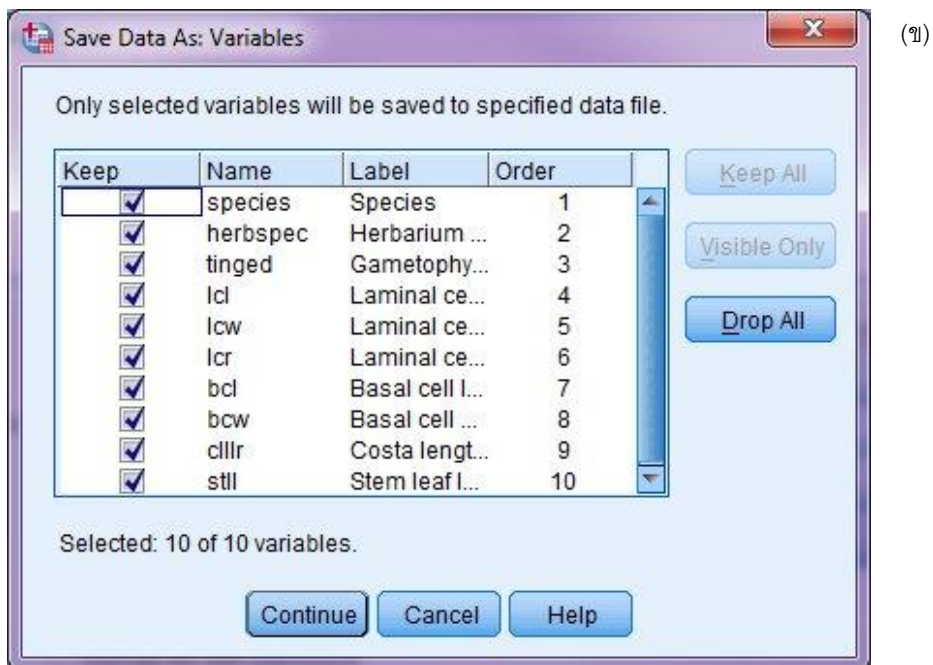 Save Data As: Variables
(ข)
Only selected variables will be saved to specified data file.
Keep Name Label Order
species Species 1
herbspec Herbarium ... 2
tinged Gametophy... 3
lcl Laminal ce... 4
lcw Laminal ce... 5
lcr Laminal ce... 6
bcl Basal cell l... 7
bcw Basal cell ... 8
clllr Costa lengt... 9
stll Stem leaf l... 10
Keep All
Visible Only
Drop All
Selected: 10 of 10 variables.
Continue Cancel Help